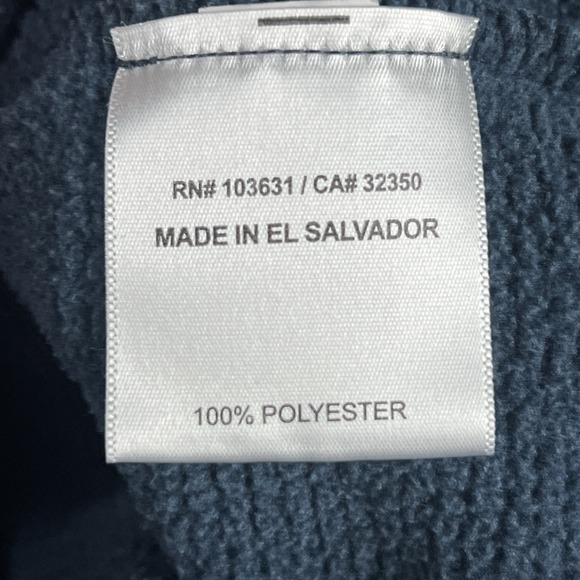 RN# 103631 / CA# 32350
MADE IN EL SALVADOR
100% POLYESTER